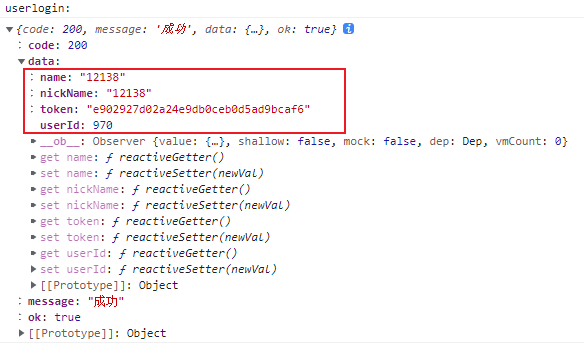 userlogin:
▼ {code: 200, message: '成功', data: {…}, ok: true} i
: code: 200
▼ data:
: name: "12138"
: nickName: "12138"
: token: "e902927d02a24e9db0ceb0d5ad9bcaf6"
userId: 970
▶ __ob__: Observer {value: {…}, shallow: false, mock: false, dep: Dep, vmCount: 0}
▶ get name: ƒ reactiveGetter()
▶ set name: ƒ reactiveSetter(newVal)
▶ get nickName: ƒ reactiveGetter()
▶ set nickName: ƒ reactiveSetter(newVal)
▶ get token: ƒ reactiveGetter()
▶ set token: ƒ reactiveSetter(newVal)
▶ get userId: ƒ reactiveGetter()
▶ set userId: ƒ reactiveSetter(newVal)
▶ [[Prototype]]: Object
: message: "成功"
: ok: true
▶ [[Prototype]]: Object